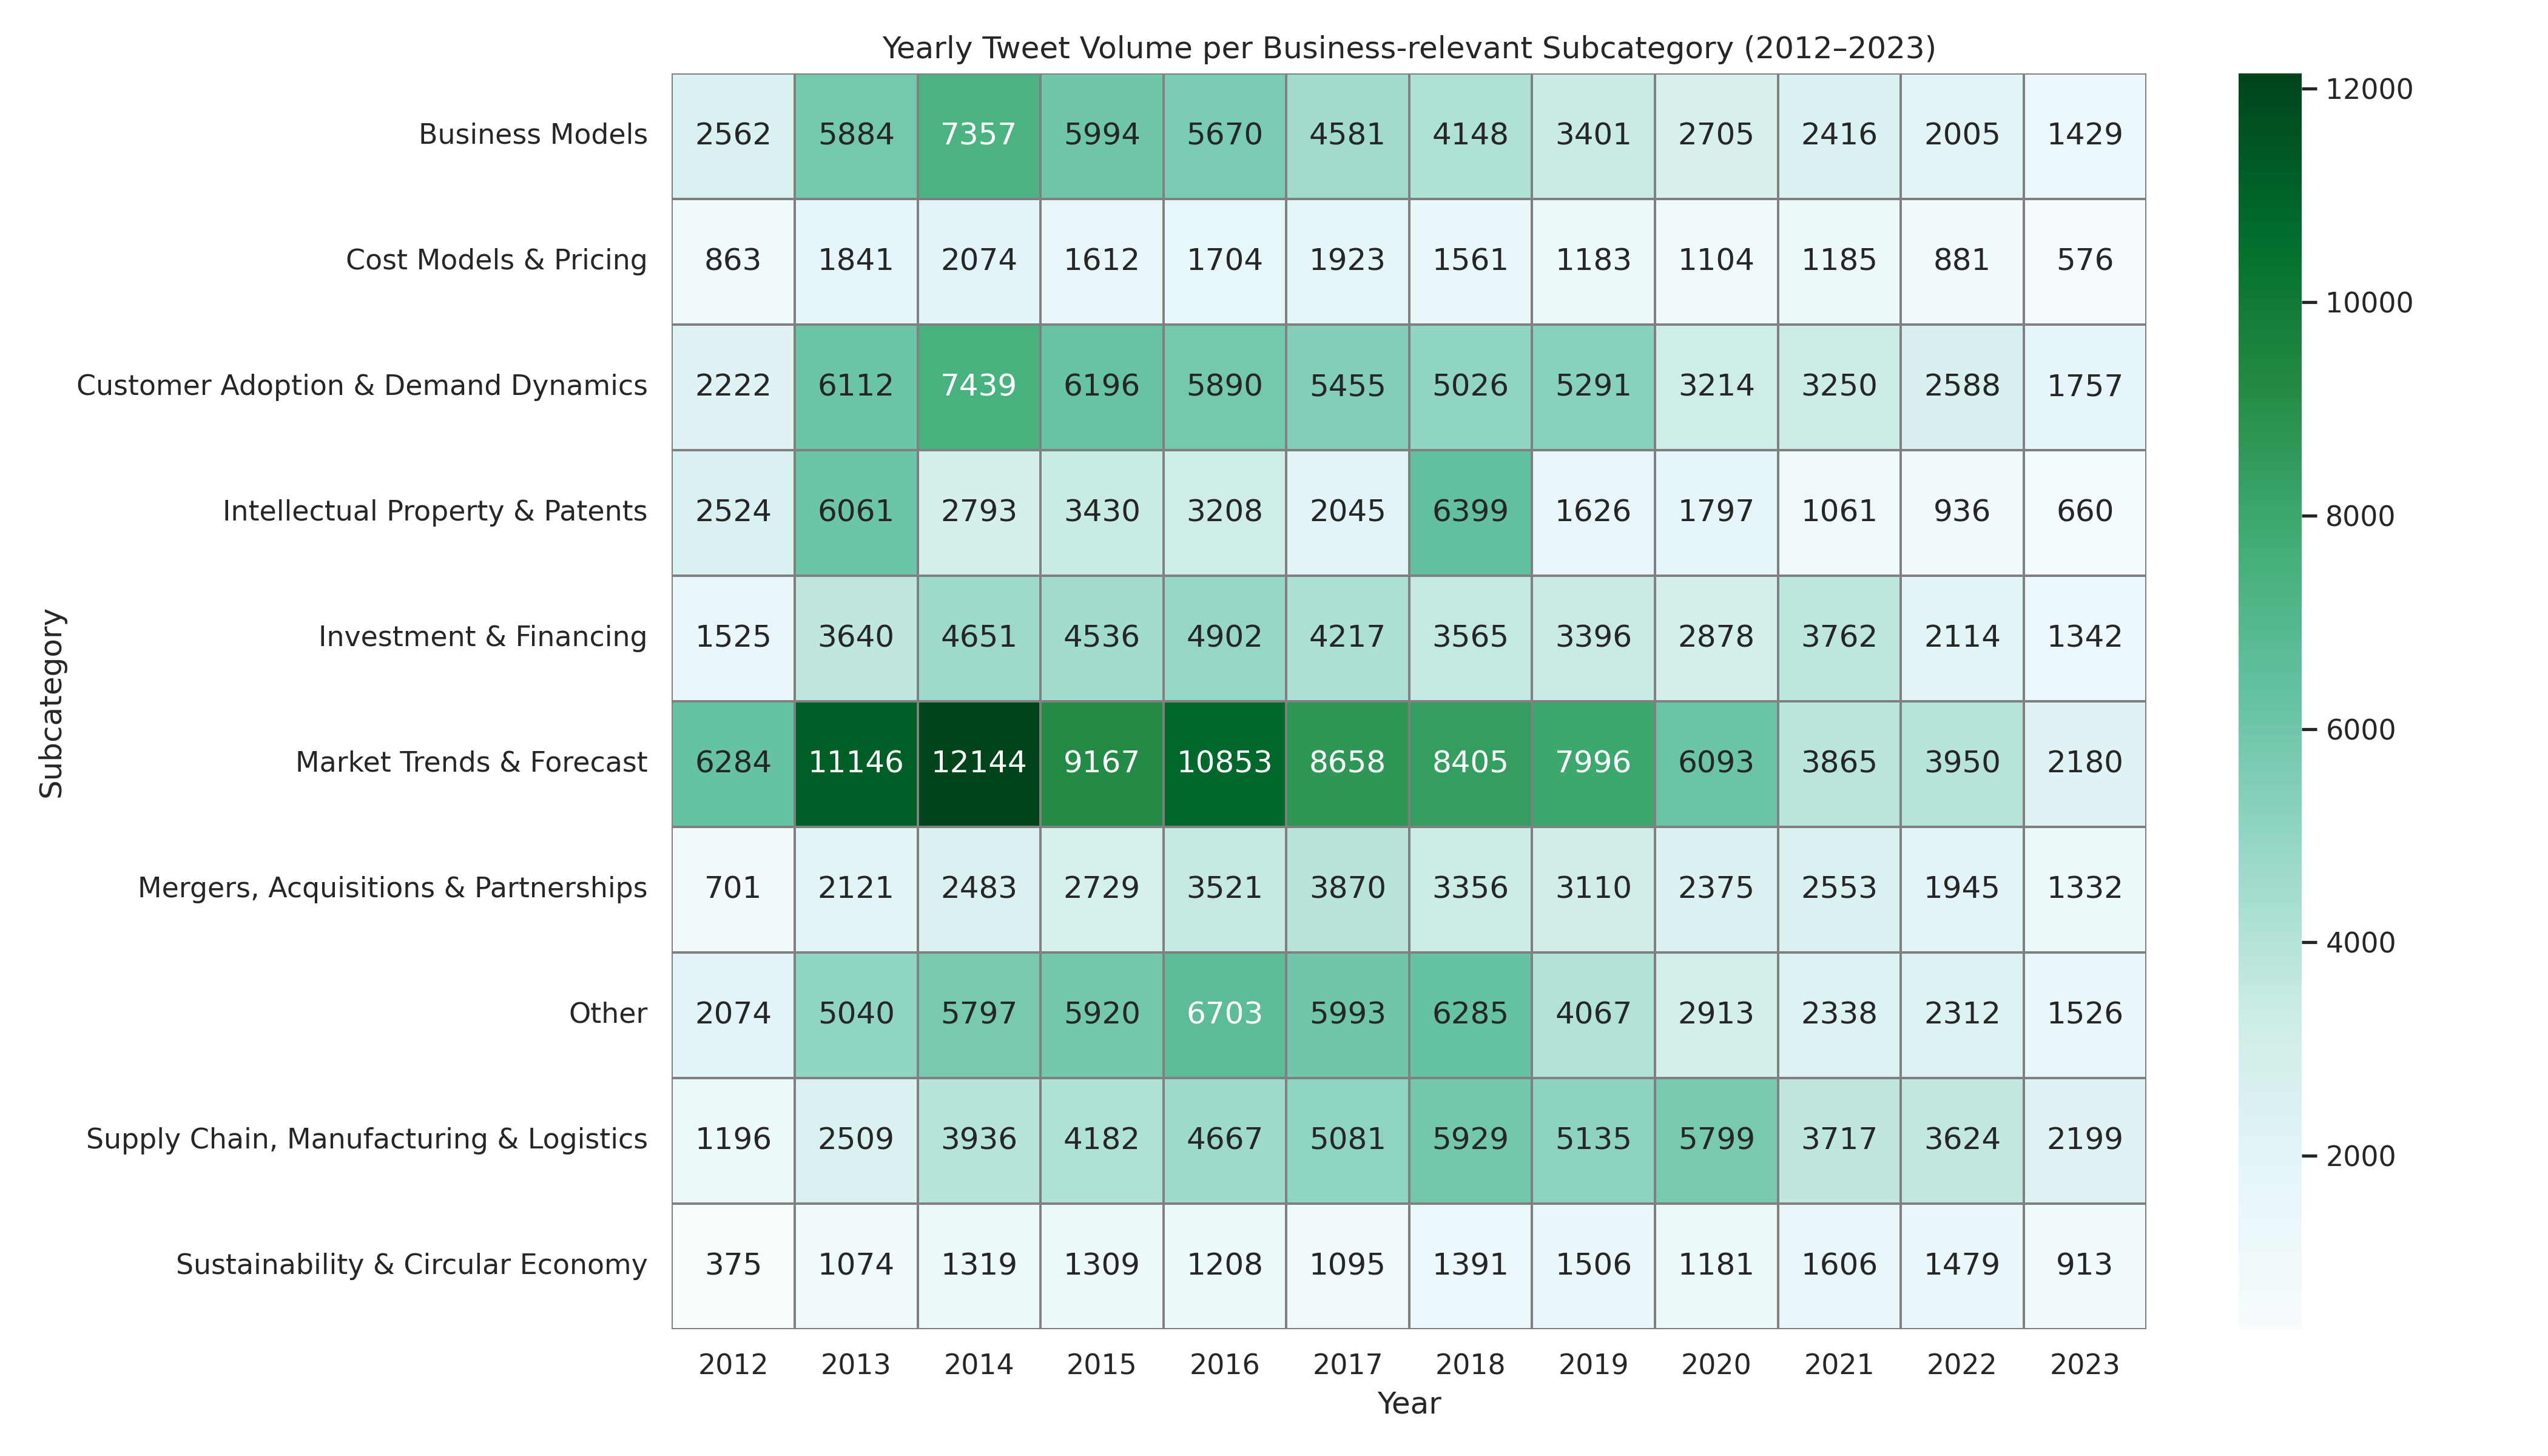 Yearly Tweet Volume per Business-relevant Subcategory (2012–2023)
Business Models 2562 5884 7357 5994 5670 4581 4148 3401 2705 2416 2005 1429
Cost Models & Pricing 863 1841 2074 1612 1704 1923 1561 1183 1104 1185 881 576
Customer Adoption & Demand Dynamics 2222 6112 7439 6196 5890 5455 5026 5291 3214 3250 2588 1757
Intellectual Property & Patents 2524 6061 2793 3430 3208 2045 6399 1626 1797 1061 936 660
Investment & Financing 1525 3640 4651 4536 4902 4217 3565 3396 2878 3762 2114 1342
Market Trends & Forecast 6284 11146 12144 9167 10853 8658 8405 7996 6093 3865 3950 2180
Mergers, Acquisitions & Partnerships 701 2121 2483 2729 3521 3870 3356 3110 2375 2553 1945 1332
Other 2074 5040 5797 5920 6703 5993 6285 4067 2913 2338 2312 1526
Supply Chain, Manufacturing & Logistics 1196 2509 3936 4182 4667 5081 5929 5135 5799 3717 3624 2199
Sustainability & Circular Economy 375 1074 1319 1309 1208 1095 1391 1506 1181 1606 1479 913
2012 2013 2014 2015 2016 2017 2018 2019 2020 2021 2022 2023
Year
Subcategory
12000
10000
8000
6000
4000
2000